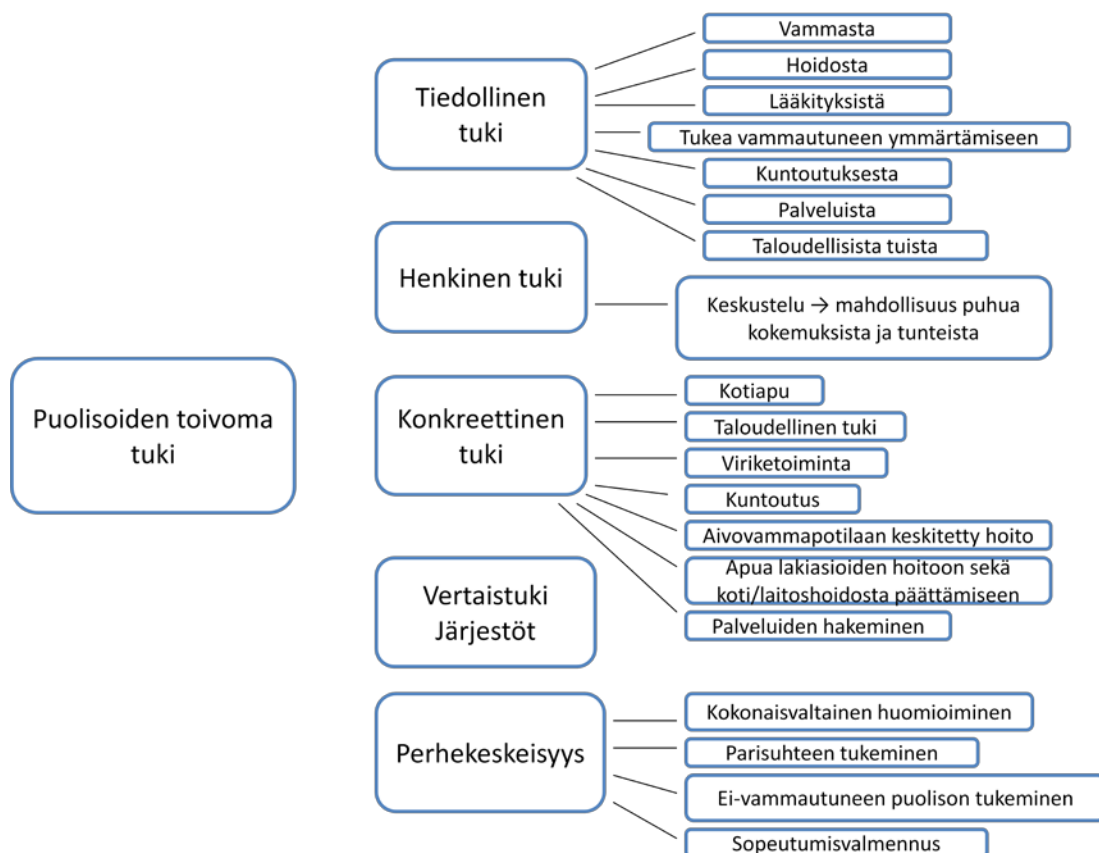 Puolisoiden toivoma
tuki
Tiedollinen
tuki
Vammasta
Hoidosta
Lääkityksistä
Tukea vammautuneen ymmärtämiseen
Kuntoutuksesta
Palveluista
Taloudellisista tuista
Henkinen tuki
Keskustelu → mahdollisuus puhua
kokemuksista ja tunteista
Konkreettinen
tuki
Kotiapu
Taloudellinen tuki
Viriketoiminta
Kuntoutus
Aivovammapotilaan keskitetty hoito
Apua lakiasioiden hoitoon sekä
koti/laitoshoidosta päättämiseen
Palveluiden hakeminen
Vertaistuki
Järjestöt
Perhekeskeisyys
Kokonaisvaltainen huomioiminen
Parisuhteen tukeminen
Ei-vammautuneen puolison tukeminen
Sopeutumisvalmennus